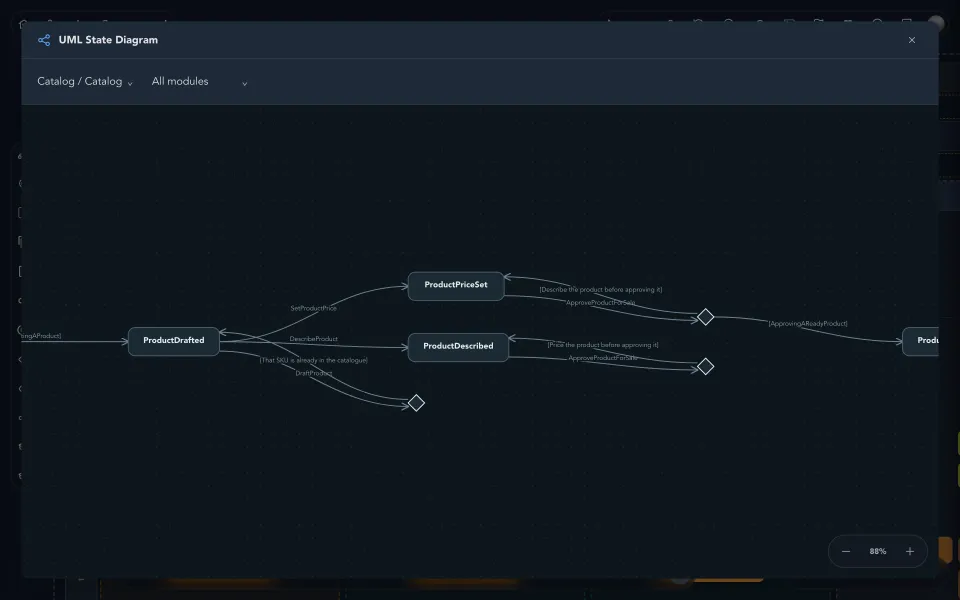 UML State Diagram
Catalog / Catalog
All modules
ProductPriceSet
[Describe the product before approving it]
ApproveProductForSale
SetProductPrice
[ApprovingAReadyProduct]
ingAProduct]
ProductDrafted
DescribeProduct
ProductDescribed
[Price the product before approving it]
ApproveProductForSale
Produ
[That SKU is already in the catalogue]
DraftProduct
88%